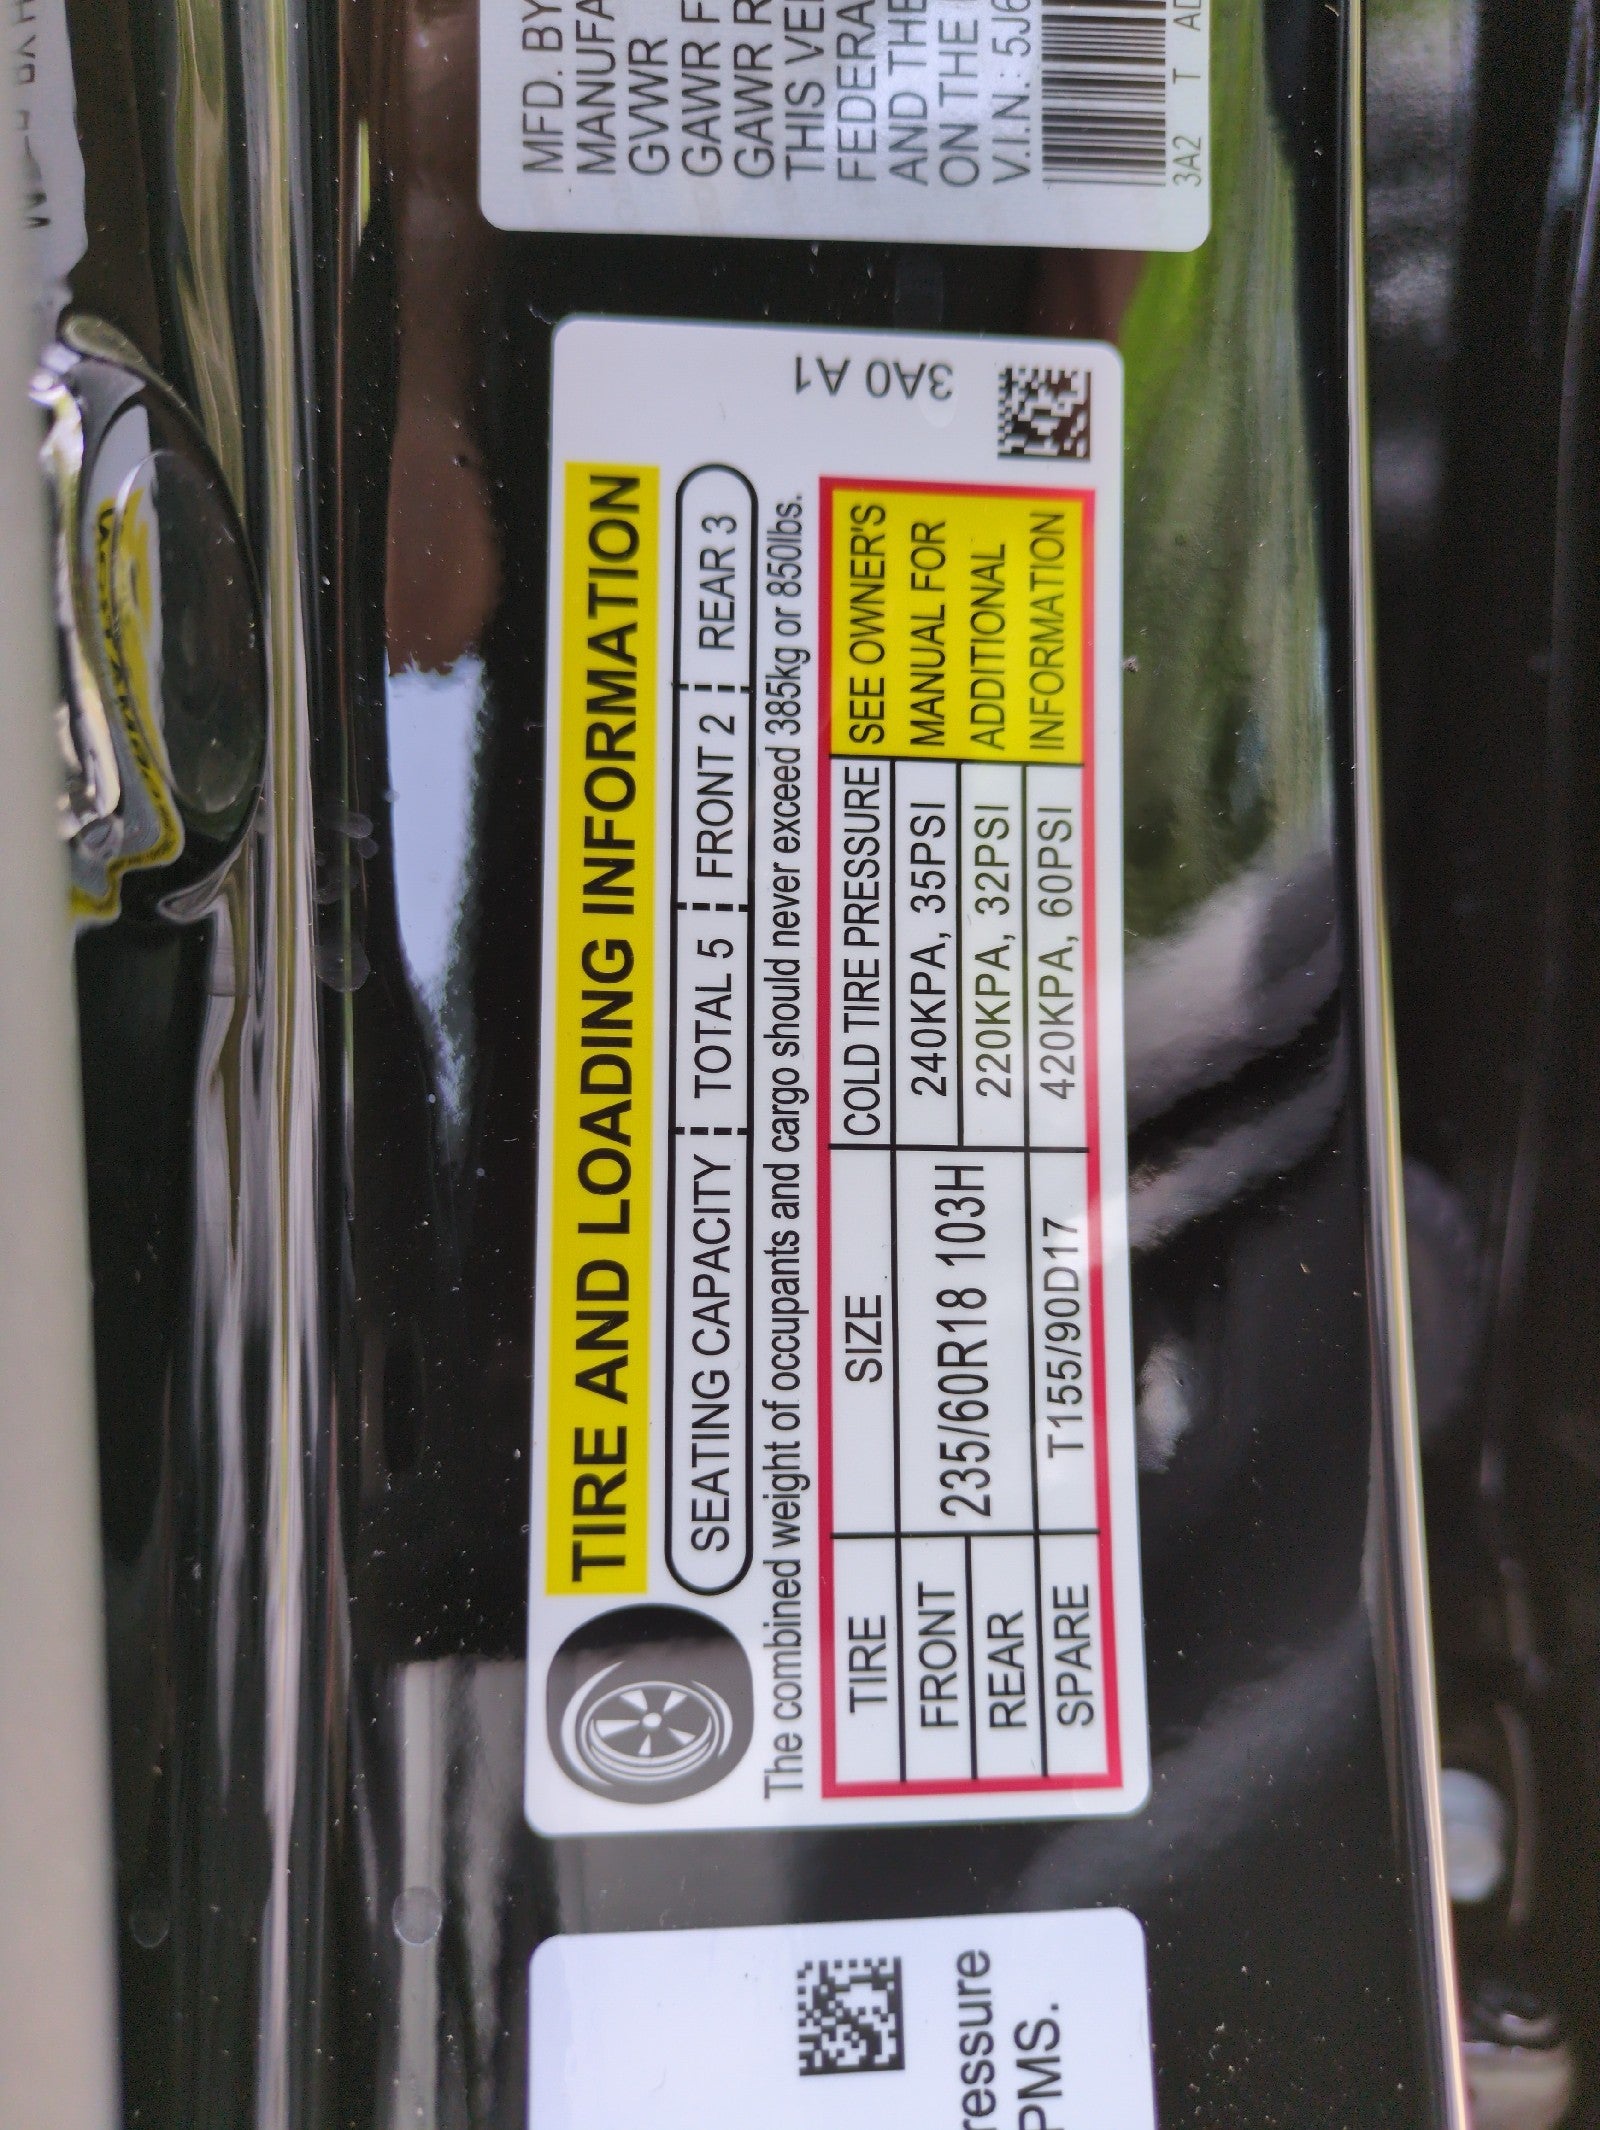 TIRE AND LOADING INFORMATION
SEATING CAPACITY TOTAL 5 FRONT 2 REAR 3
The combined weight of occupants and cargo should never exceed 385kg or 850lbs.
TIRE SIZE COLD TIRE PRESSURE SEE OWNER'S
FRONT 235/60R18 103H 240KPA, 35PSI MANUAL FOR
REAR 220KPA, 32PSI ADDITIONAL
SPARE T155/90D17 420KPA, 60PSI INFORMATION
3A0 A1
MFD. BY
MANUFA
GVWR
GAWR F
GAWR R
THIS VE
FEDERA
AND THE
ON THE
V.I.N.: 5J6
3A2 T AD
ressure
PMS.